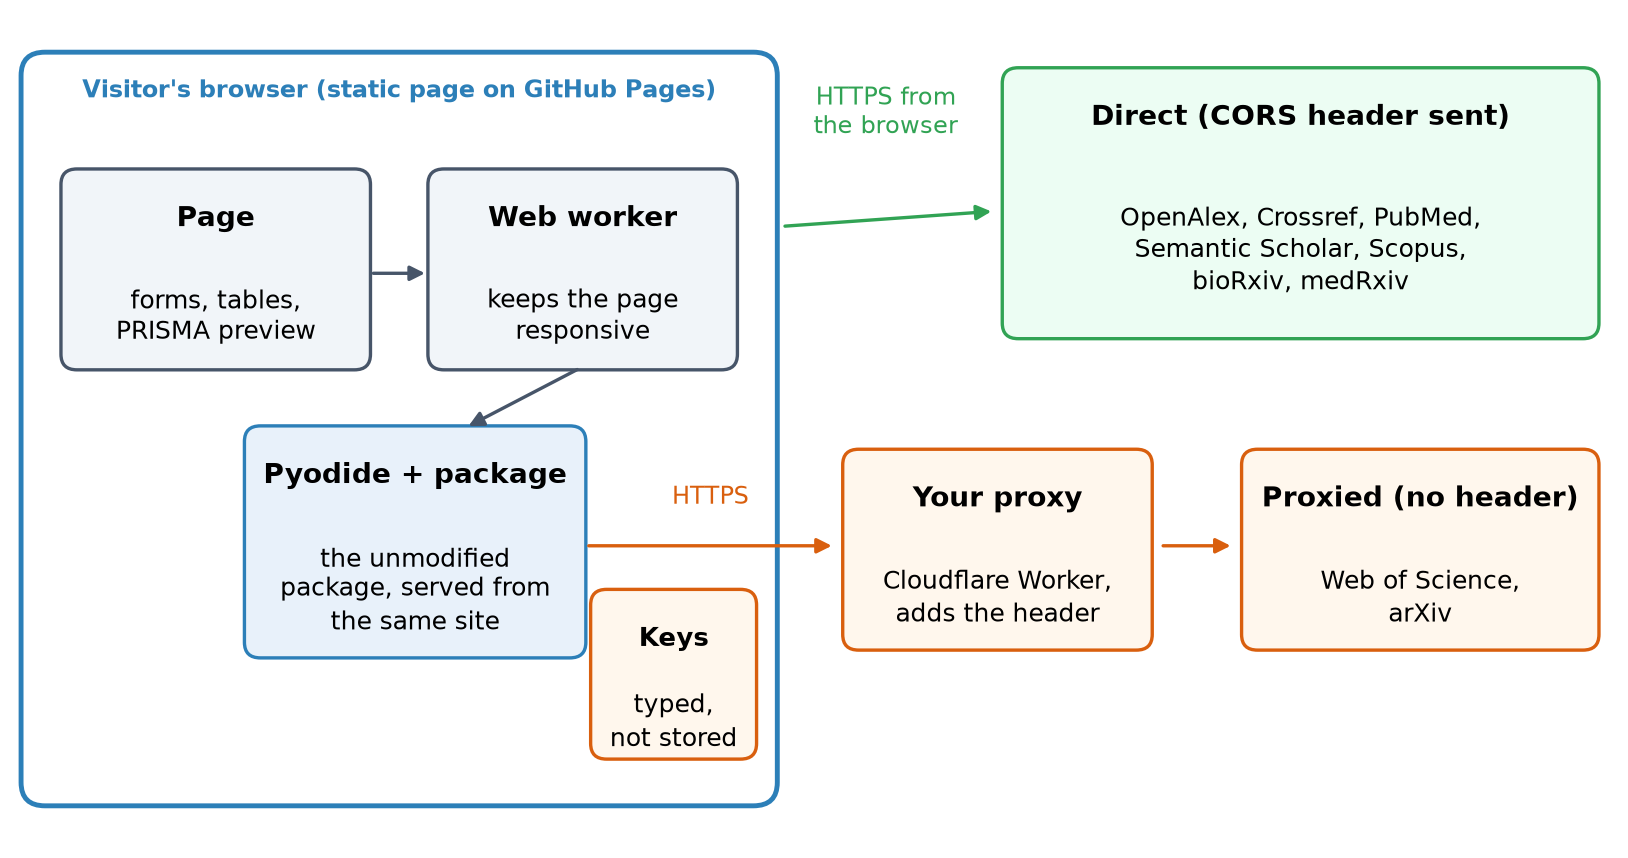 Visitor's browser (static page on GitHub Pages)
Page
forms, tables,
PRISMA preview
Web worker
keeps the page
responsive
Pyodide + package
the unmodified
package, served from
the same site
Keys
typed,
not stored
HTTPS from
the browser
Direct (CORS header sent)
OpenAlex, Crossref, PubMed,
Semantic Scholar, Scopus,
bioRxiv, medRxiv
HTTPS
Your proxy
Cloudflare Worker,
adds the header
Proxied (no header)
Web of Science,
arXiv